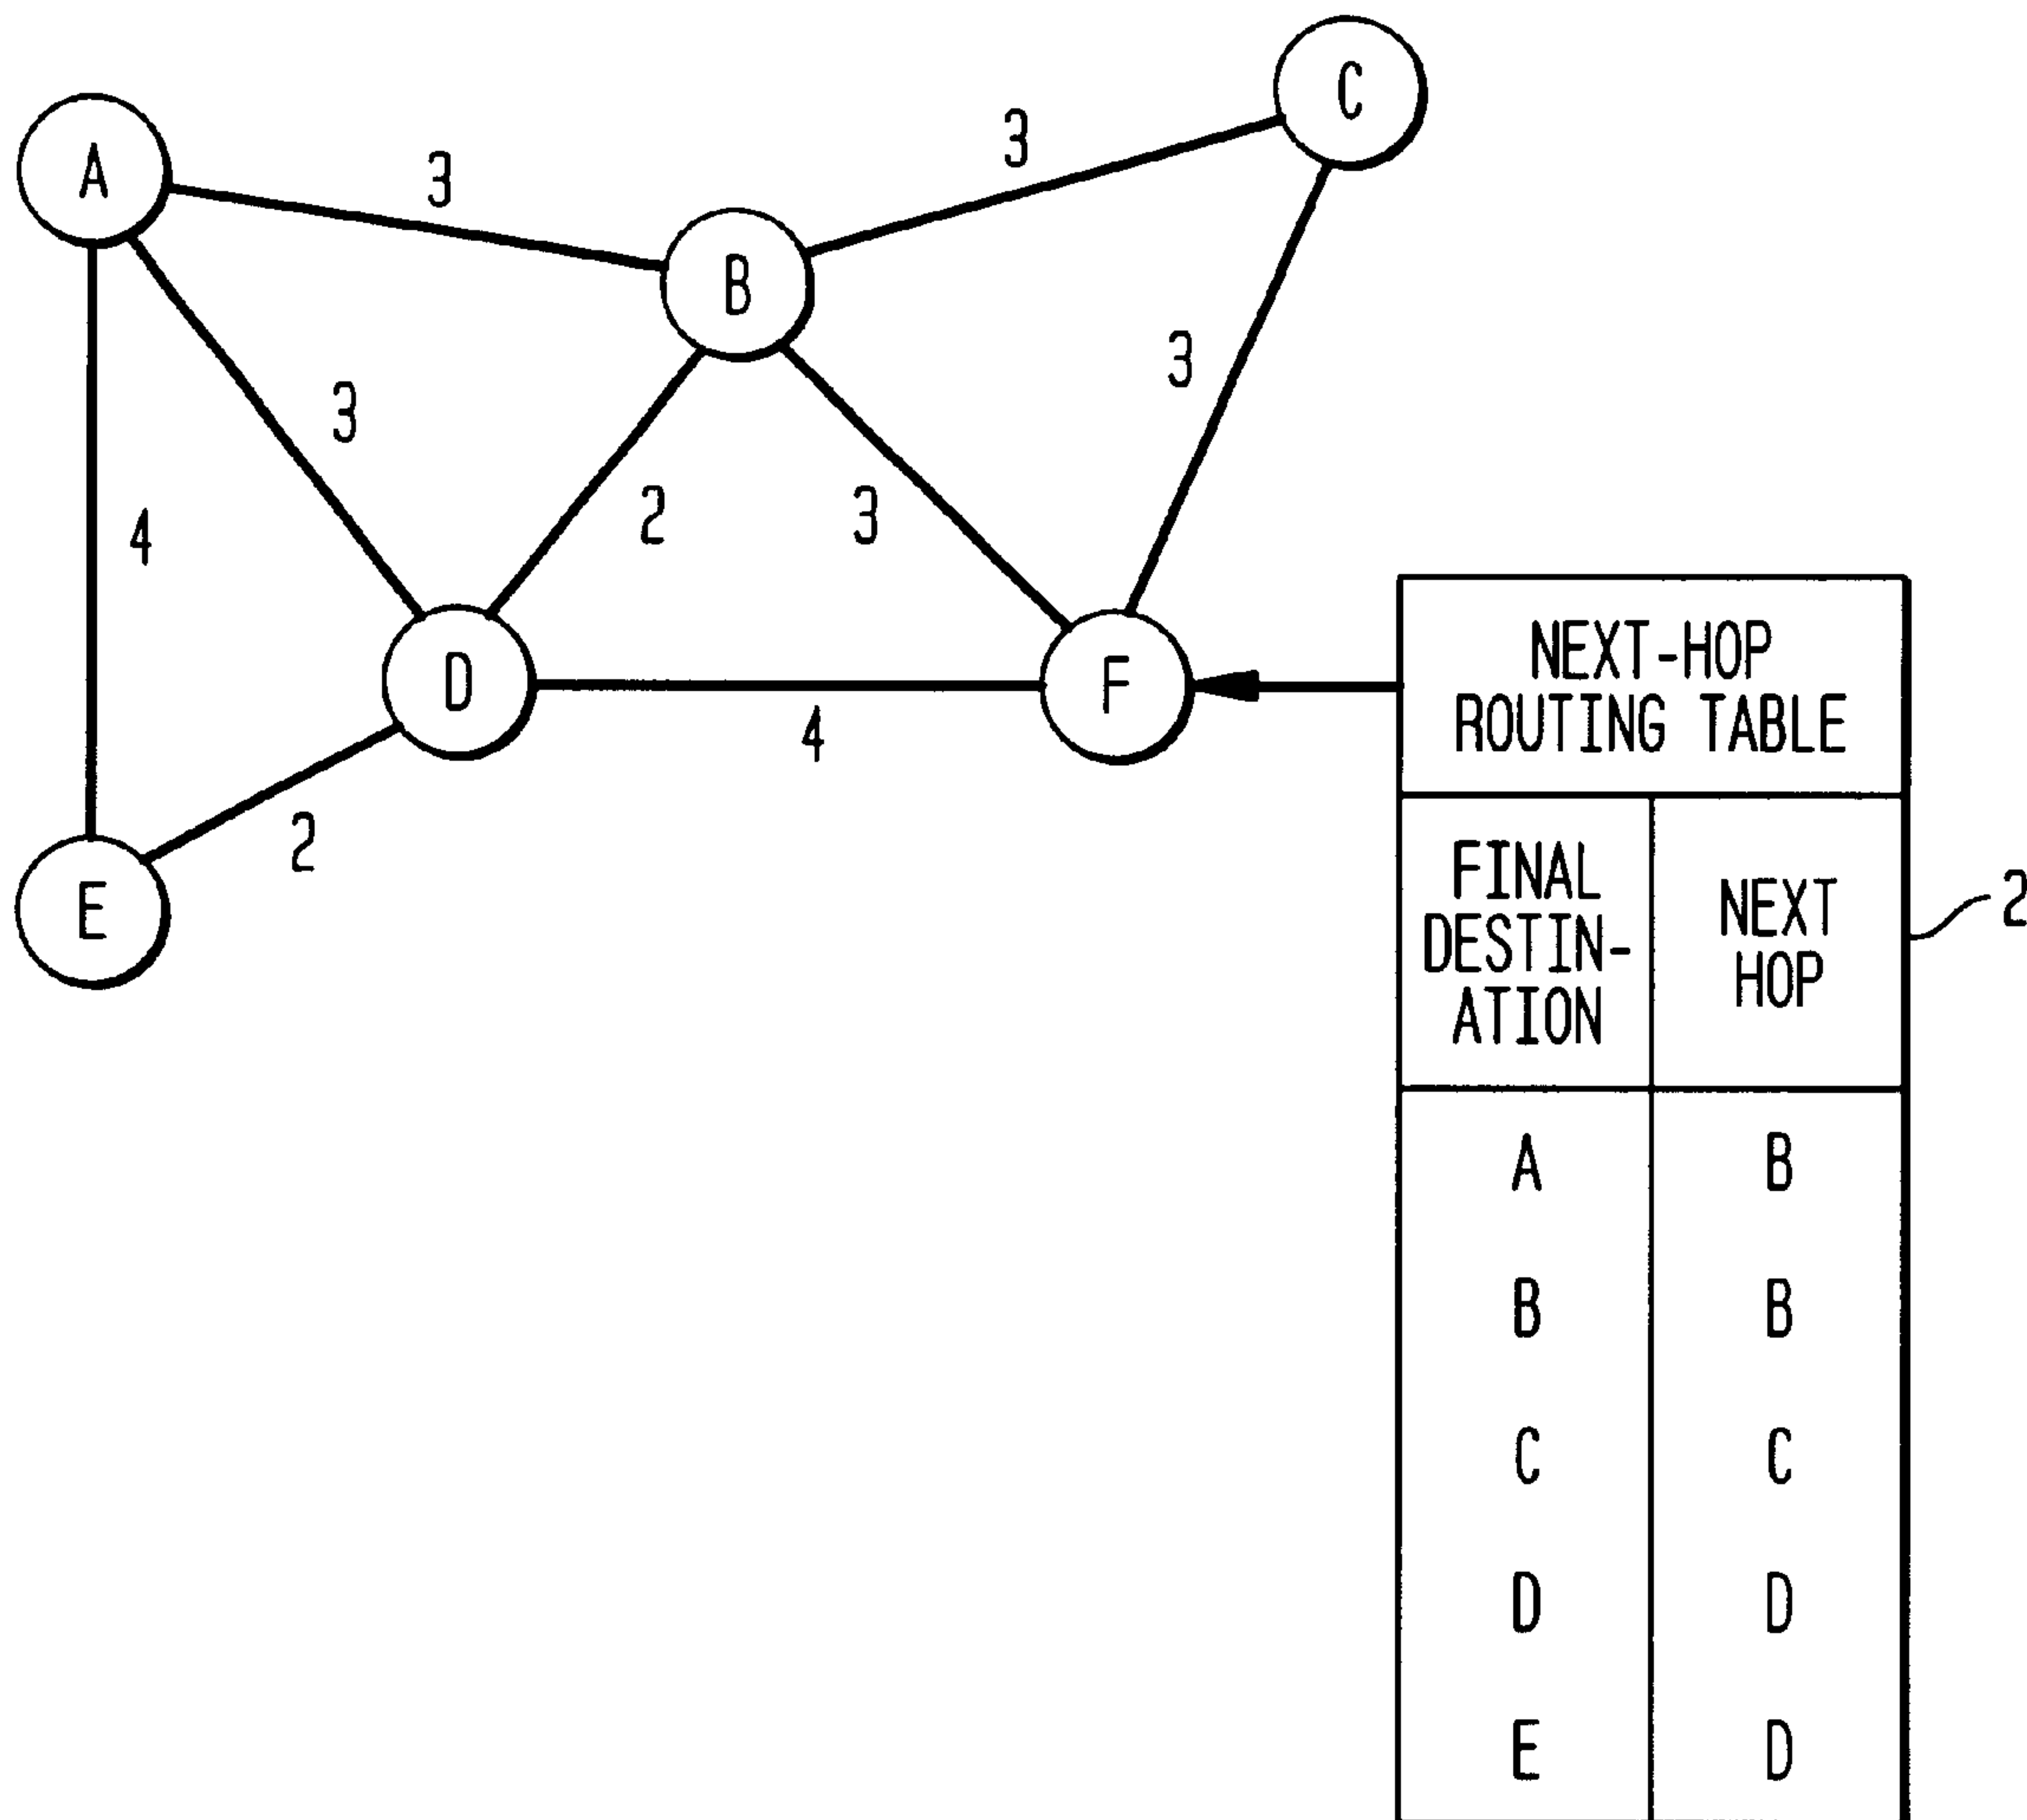 C
A
3
3
B
3
3
4
2
3
D
F
4
E
2
NEXT-HOP
ROUTING TABLE
FINAL
DESTIN-
ATION
NEXT
HOP
2
A B
B B
C C
D D
E D